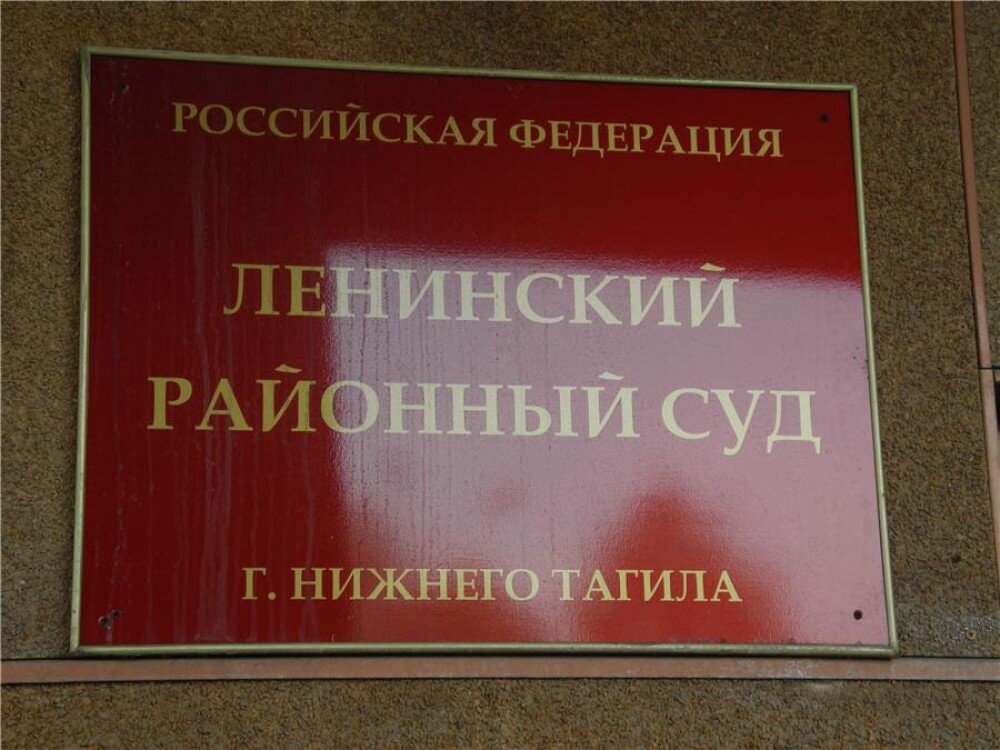 РОССИЙСКАЯ ФЕДЕРАЦИЯ
ЛЕНИНСКИЙ
РАЙОННЫЙ СУД
Г. НИЖНЕГО ТАГИЛА